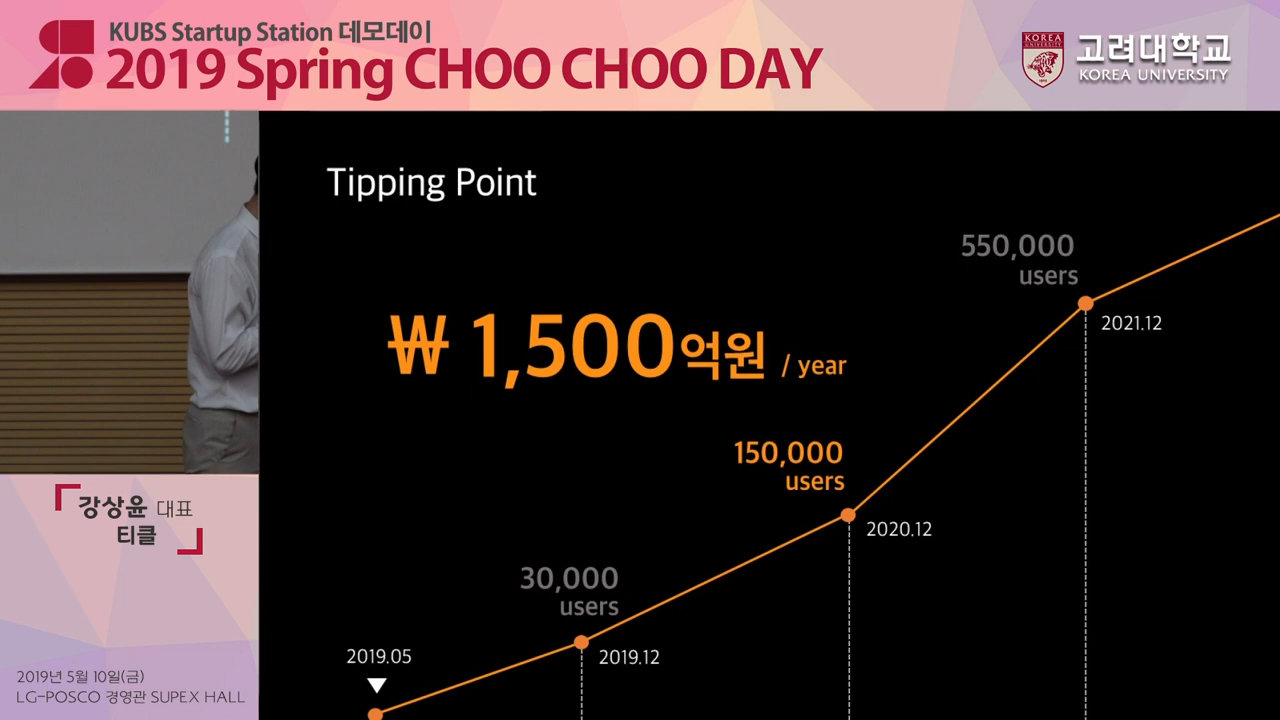 KUBS Startup Station 데모데이
2019 Spring CHOO CHOO DAY
KOREA
UNIVERSITY
고려대학교
KOREA UNIVERSITY
Tipping Point
₩ 1,500억원 / year
550,000
users
2021.12
150,000
users
2020.12
30,000
users
2019.12
2019.05
강상윤 대표
티클
2019년 5월 10일(금)
LG-POSCO 경영관 SUPEX HALL